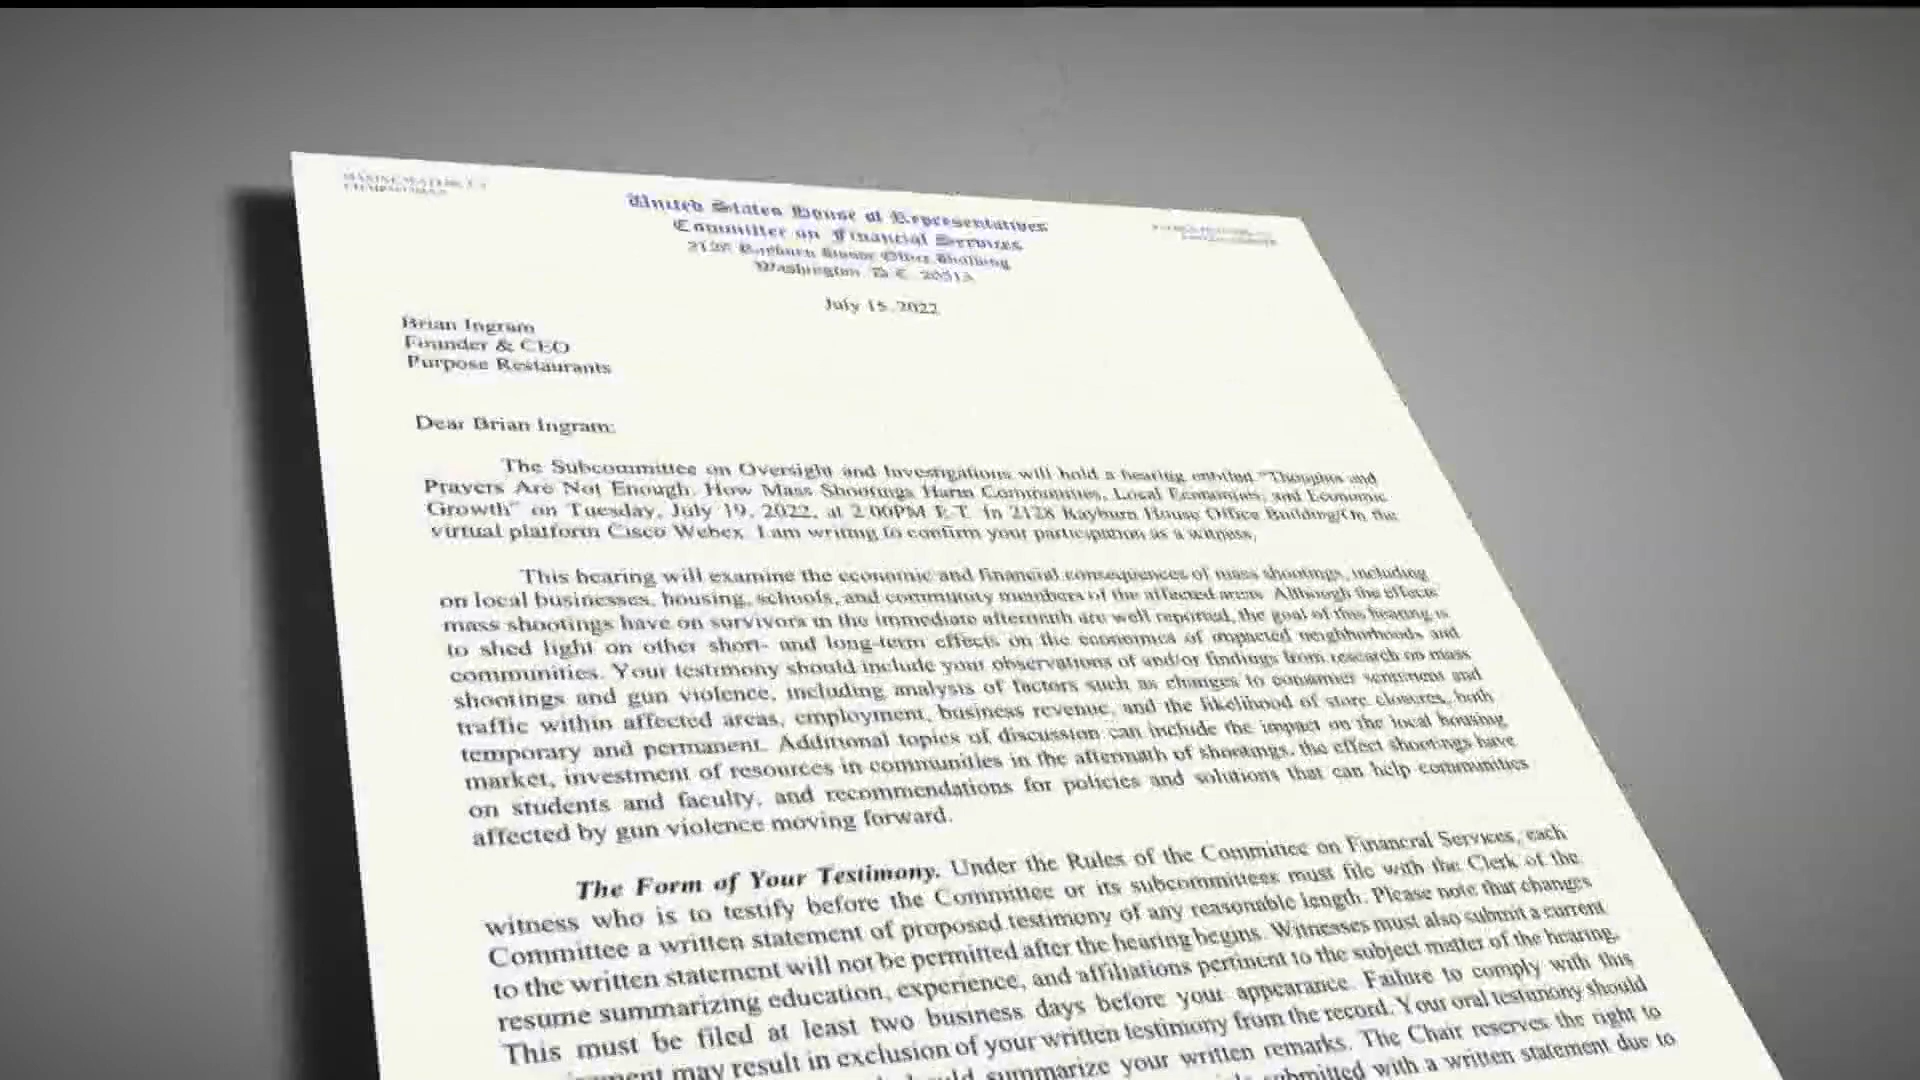 MAXINE WATERS, CA
CHAIRWOMAN
United States House of Representatives
Committee on Financial Services
2128 Rayburn House Office Building
Washington, D.C. 20515
July 15, 2022
Brian Ingram
Founder & CEO
Purpose Restaurants
Dear Brian Ingram:
The Subcommittee on Oversight and Investigations will hold a hearing entitled "Thoughts and
Prayers Are Not Enough: How Mass Shootings Harm Communities, Local Economies, and Economic
Growth" on Tuesday, July 19, 2022, at 2:00PM E.T. In 2128 Rayburn House Office Building/On the
virtual platform Cisco Webex. I am writing to confirm your participation as a witness.
This hearing will examine the economic and financial consequences of mass shootings, including
on local businesses, housing, schools, and community members of the affected areas. Although the effects
mass shootings have on survivors in the immediate aftermath are well reported, the goal of this hearing is
to shed light on other short- and long-term effects on the economics of impacted neighborhoods and
communities. Your testimony should include your observations of and/or findings from research on mass
shootings and gun violence, including analysis of factors such as changes to consumer sentiment and
traffic within affected areas, employment, business revenue, and the likelihood of store closures, both
temporary and permanent. Additional topics of discussion can include the impact on the local housing
market, investment of resources in communities in the aftermath of shootings, the effect shootings have
on students and faculty, and recommendations for policies and solutions that can help communities
affected by gun violence moving forward.
The Form of Your Testimony. Under the Rules of the Committee on Financial Services, each
witness who is to testify before the Committee or its subcommittees must file with the Clerk of the
Committee a written statement of proposed testimony of any reasonable length. Please note that changes
to the written statement will not be permitted after the hearing begins. Witnesses must also submit a current
resume summarizing education, experience, and affiliations pertinent to the subject matter of the hearing.
This must be filed at least two business days before your appearance. Failure to comply with this
may result in exclusion of your written testimony from the record. Your oral testimony should
summarize your written remarks. The Chair reserves the right to
submitted with a written statement due to